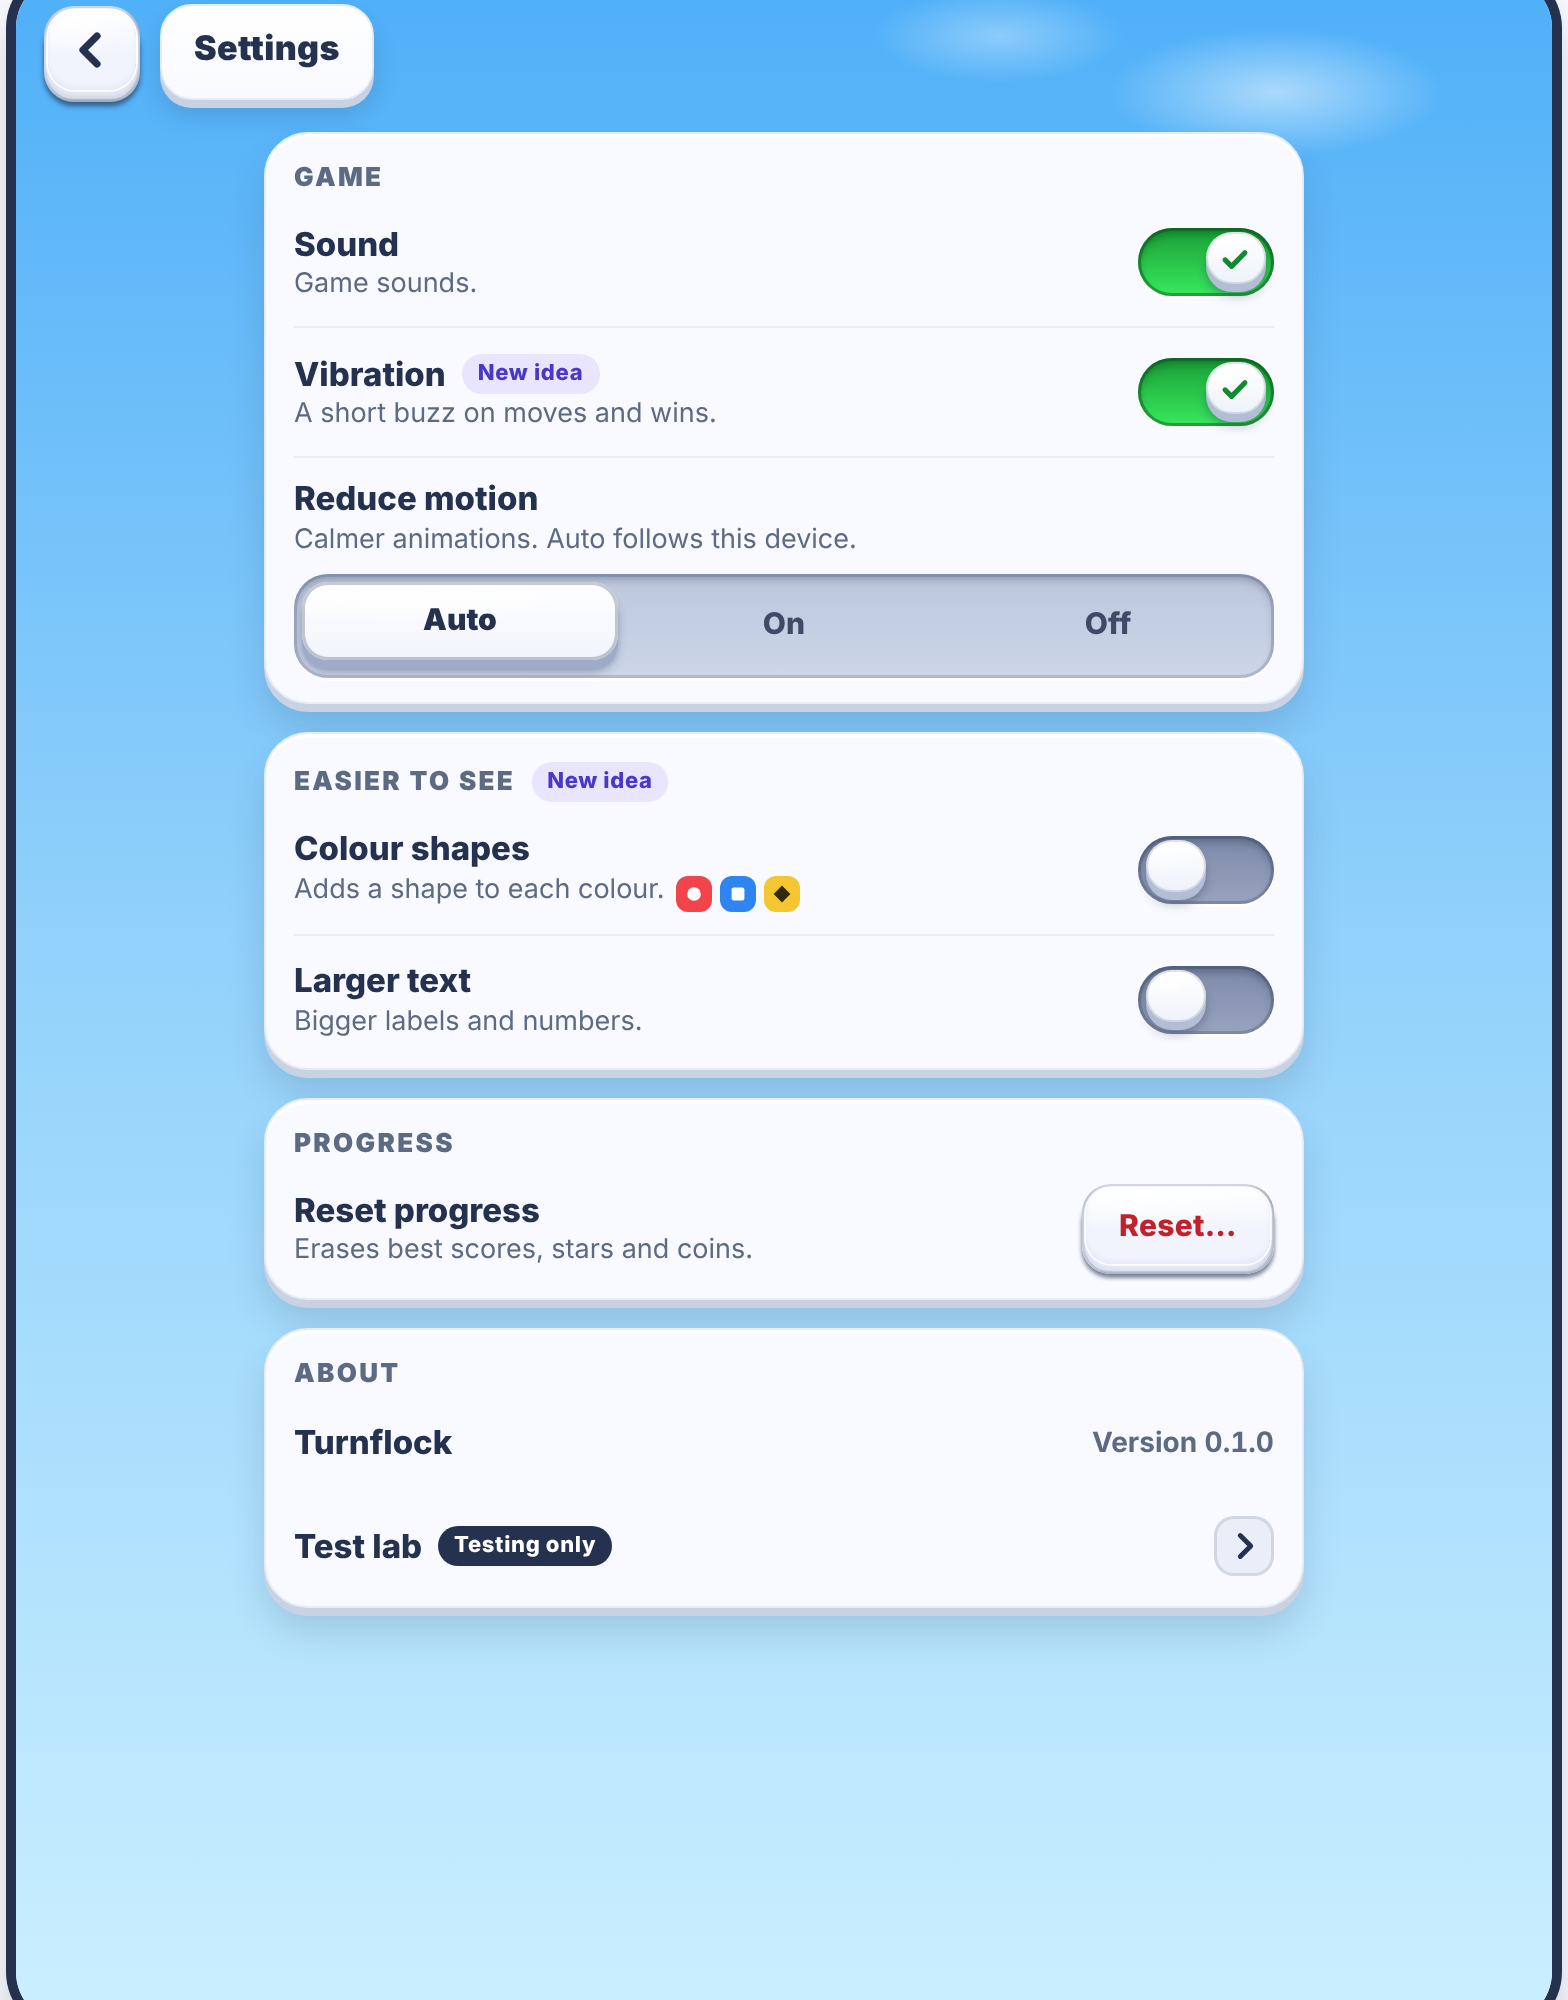 Settings
GAME
Sound
Game sounds.
Vibration New idea
A short buzz on moves and wins.
Reduce motion
Calmer animations. Auto follows this device.
Auto On Off
EASIER TO SEE New idea
Colour shapes
Adds a shape to each colour.
Larger text
Bigger labels and numbers.
PROGRESS
Reset progress
Erases best scores, stars and coins.
Reset...
ABOUT
Turnflock Version 0.1.0
Test lab Testing only